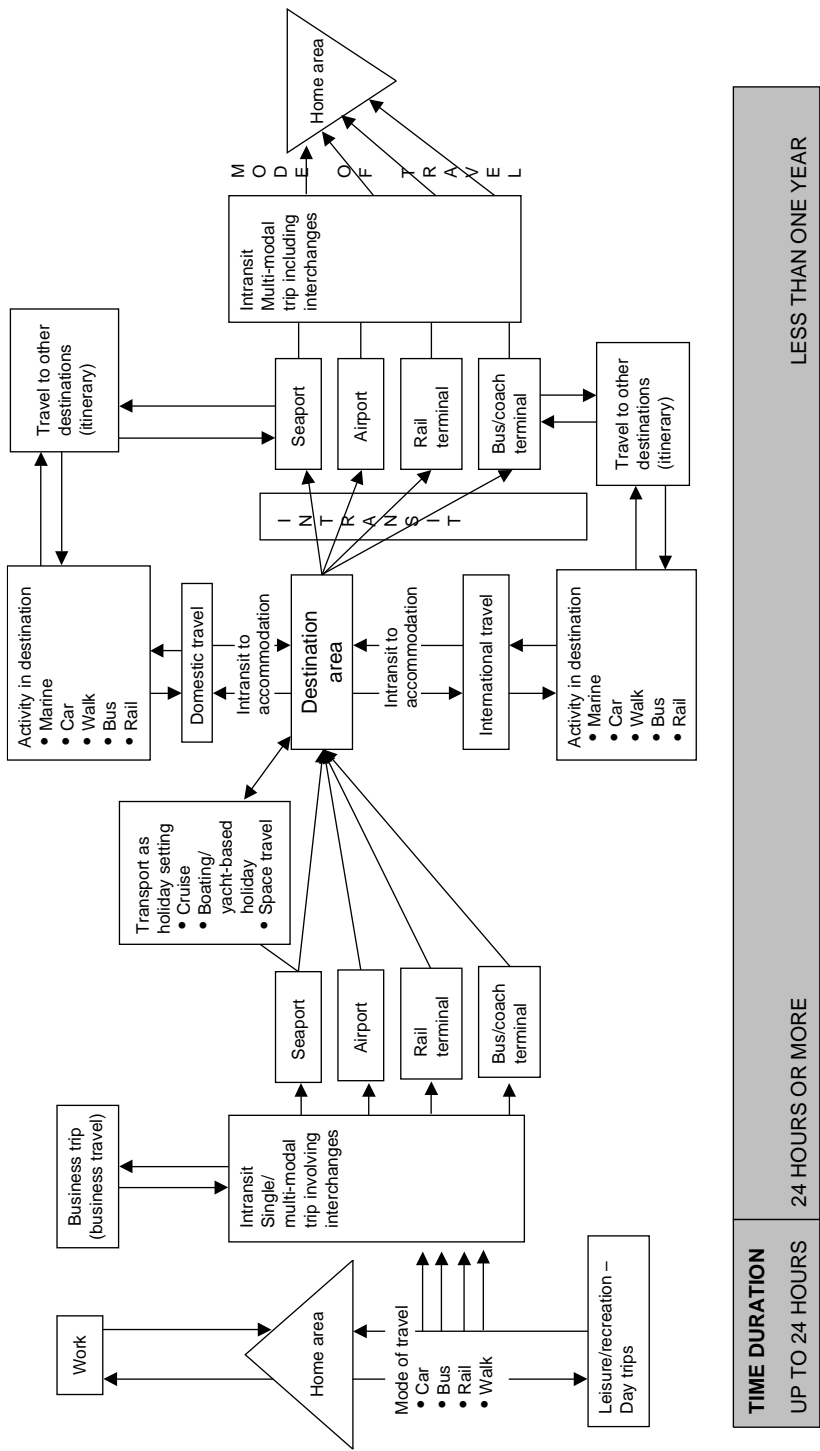 Work
Home area
Mode of travel
• Car
• Bus
• Rail
• Walk
Leisure/recreation –
Day trips
Business trip
(business travel)
Intransit
Single/
multi-modal
trip involving
interchanges
Seaport
Airport
Rail
terminal
Bus/coach
terminal
Transport as
holiday setting
• Cruise
• Boating/
yacht-based
holiday
• Space travel
Activity in destination
• Marine
• Car
• Walk
• Bus
• Rail
Domestic travel
Intransit to
accommodation
Destination
area
Intransit to
accommodation
International travel
Activity in destination
• Marine
• Car
• Walk
• Bus
• Rail
INTRANSIT
Travel to other
destinations
(itinerary)
Seaport
Airport
Rail
terminal
Bus/coach
terminal
Travel to other
destinations
(itinerary)
Intransit
Multi-modal
trip including
interchanges
MODE OF TRAVEL
Home area
TIME DURATION
UP TO 24 HOURS
24 HOURS OR MORE
LESS THAN ONE YEAR